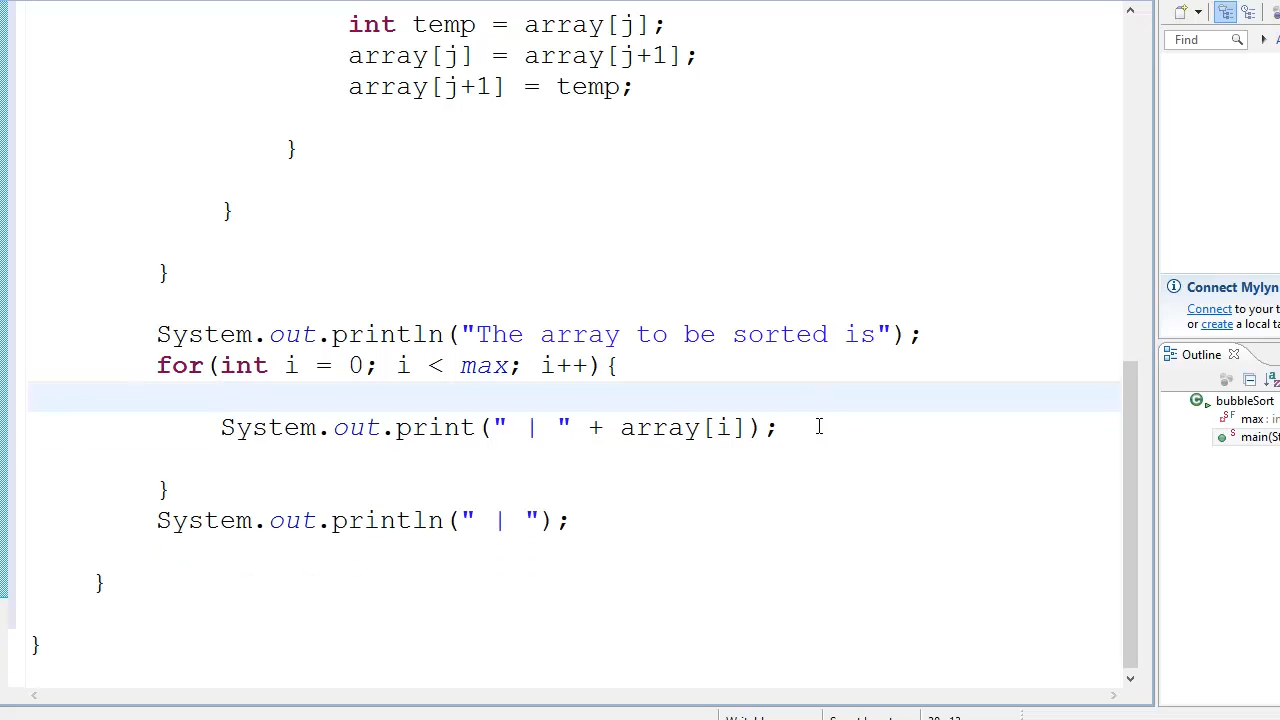 int temp = array[j];
array[j] = array[j+1];
array[j+1] = temp;
}
}
}
System.out.println("The array to be sorted is");
for(int i = 0; i < max; i++){
System.out.print(" | " + array[i]);
}
System.out.println(" | ");
}
}
Find
Connect Mylyn
Connect to your t
or create a local ta
Outline
bubbleSort
max : in
main(St